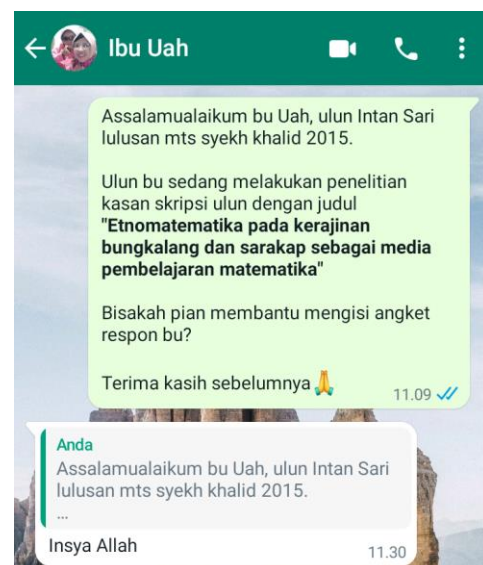 Ibu Uah
Assalamualaikum bu Uah, ulun Intan Sari
lulusan mts syekh khalid 2015.
Ulun bu sedang melakukan penelitian
kasan skripsi ulun dengan judul
"Etnomatematika pada kerajinan
bungkalang dan sarakap sebagai media
pembelajaran matematika"
Bisakah pian membantu mengisi angket
respon bu?
Terima kasih sebelumnya🙏
11.09
Anda
Assalamualaikum bu Uah, ulun Intan Sari
lulusan mts syekh khalid 2015.
...
Insya Allah
11.30